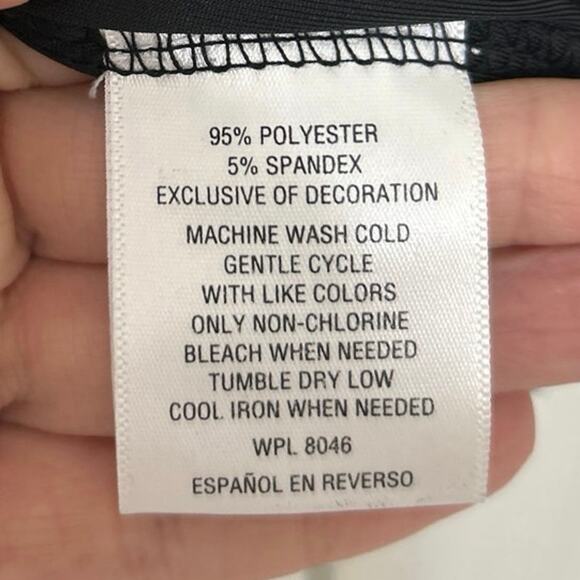 95% POLYESTER
5% SPANDEX
EXCLUSIVE OF DECORATION
MACHINE WASH COLD
GENTLE CYCLE
WITH LIKE COLORS
ONLY NON-CHLORINE
BLEACH WHEN NEEDED
TUMBLE DRY LOW
COOL IRON WHEN NEEDED
WPL 8046
ESPAÑOL EN REVERSO